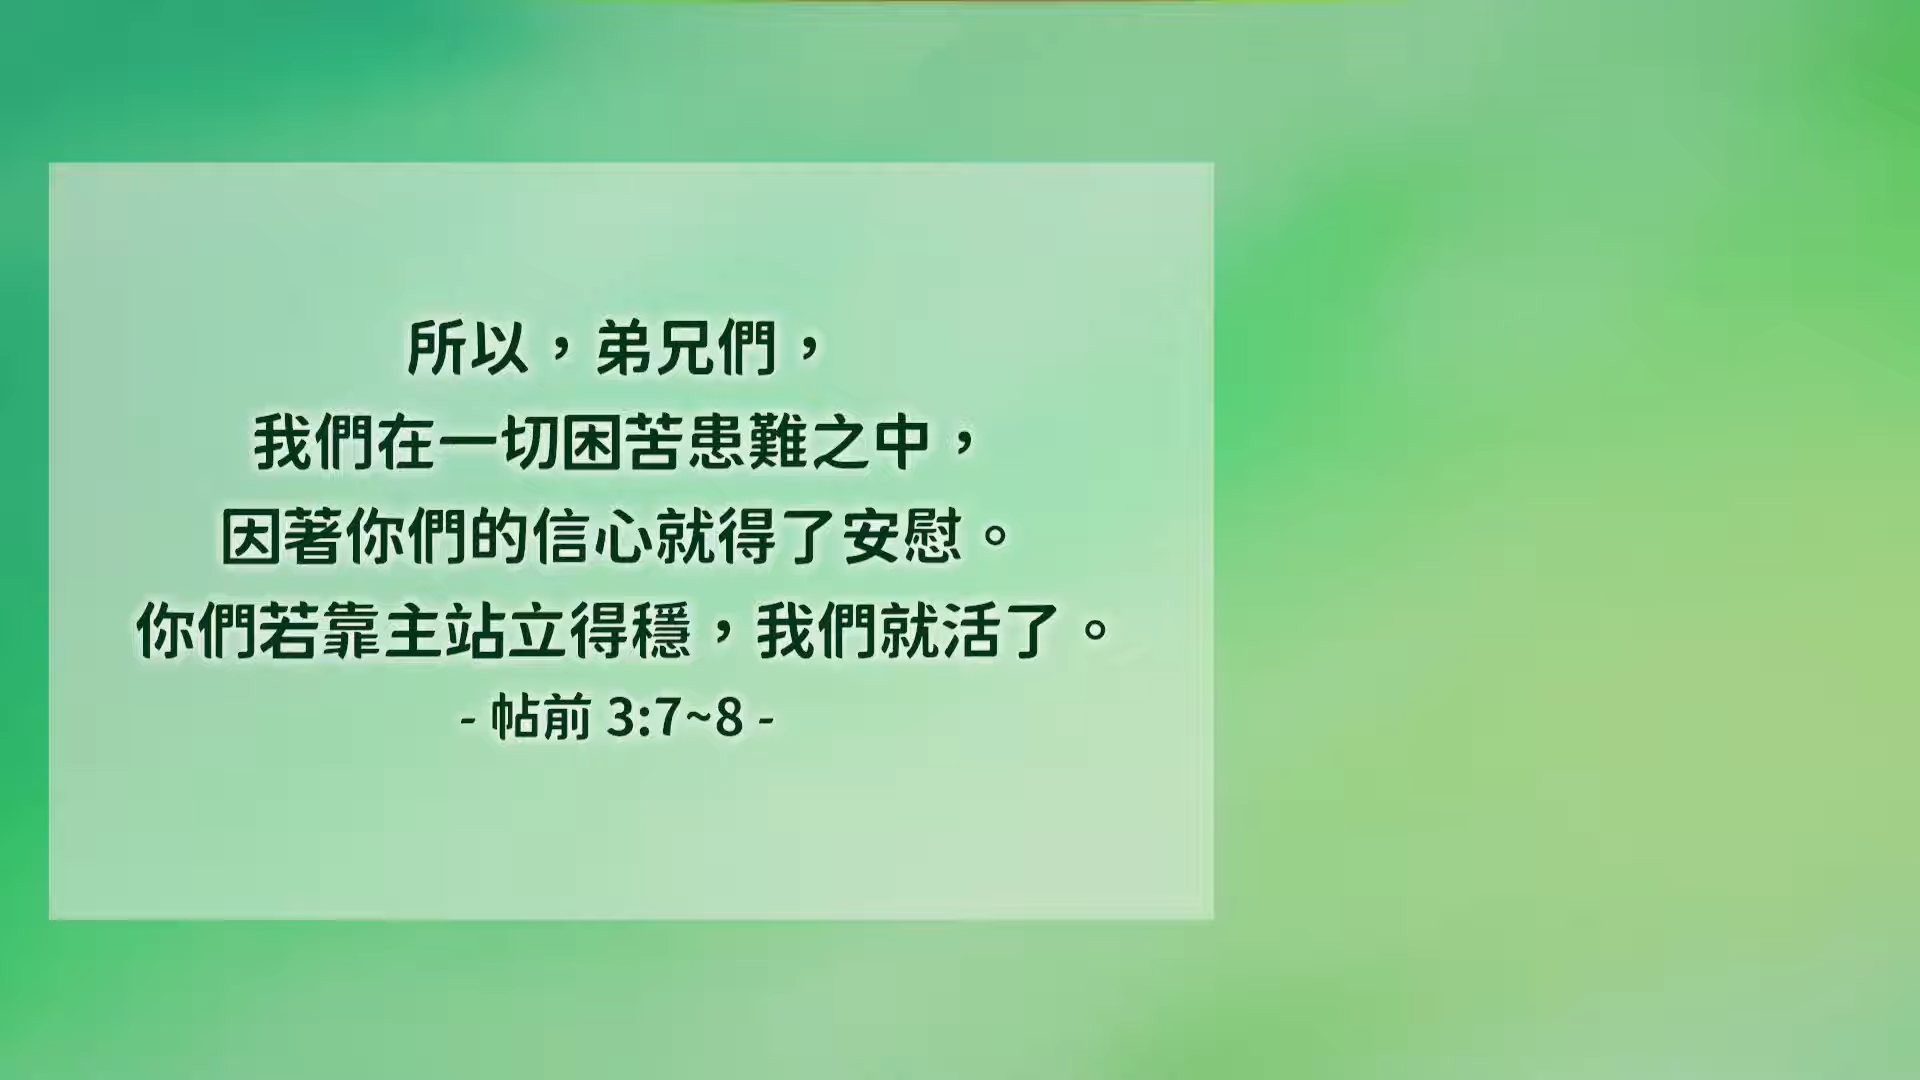 所以，弟兄們，
我們在一切困苦患難之中，
因著你們的信心就得了安慰。
你們若靠主站立得穩，我們就活了。
- 帖前 3:7~8 -